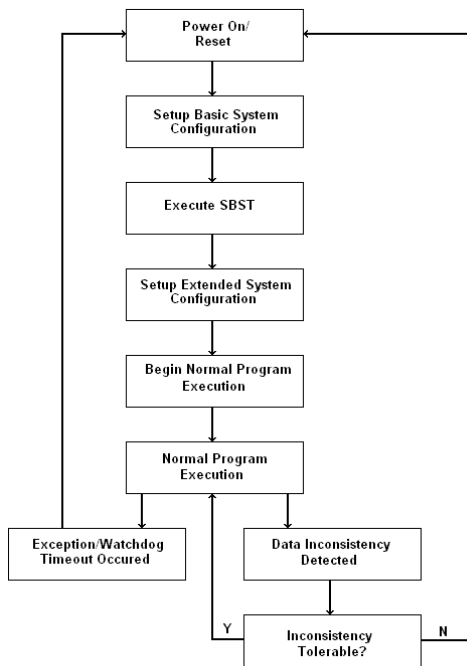 Power On/
Reset
Setup Basic System
Configuration
Execute SBST
Setup Extended System
Configuration
Begin Normal Program
Execution
Normal Program
Execution
Exception/Watchdog
Timeout Occured
Data Inconsistency
Detected
Y
Inconsistency
Tolerable?
N